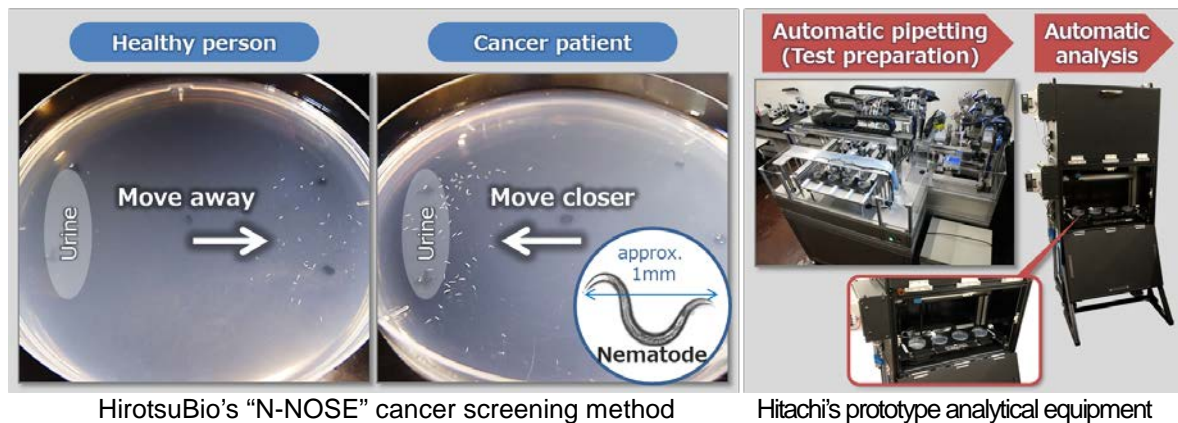 Healthy person
Cancer patient
Urine
Move away
Urine
Move closer
approx.
1mm
Nematode
Automatic pipetting
(Test preparation)
Automatic
analysis
HirotsuBio's “N-NOSE” cancer screening method
Hitachi's prototype analytical equipment